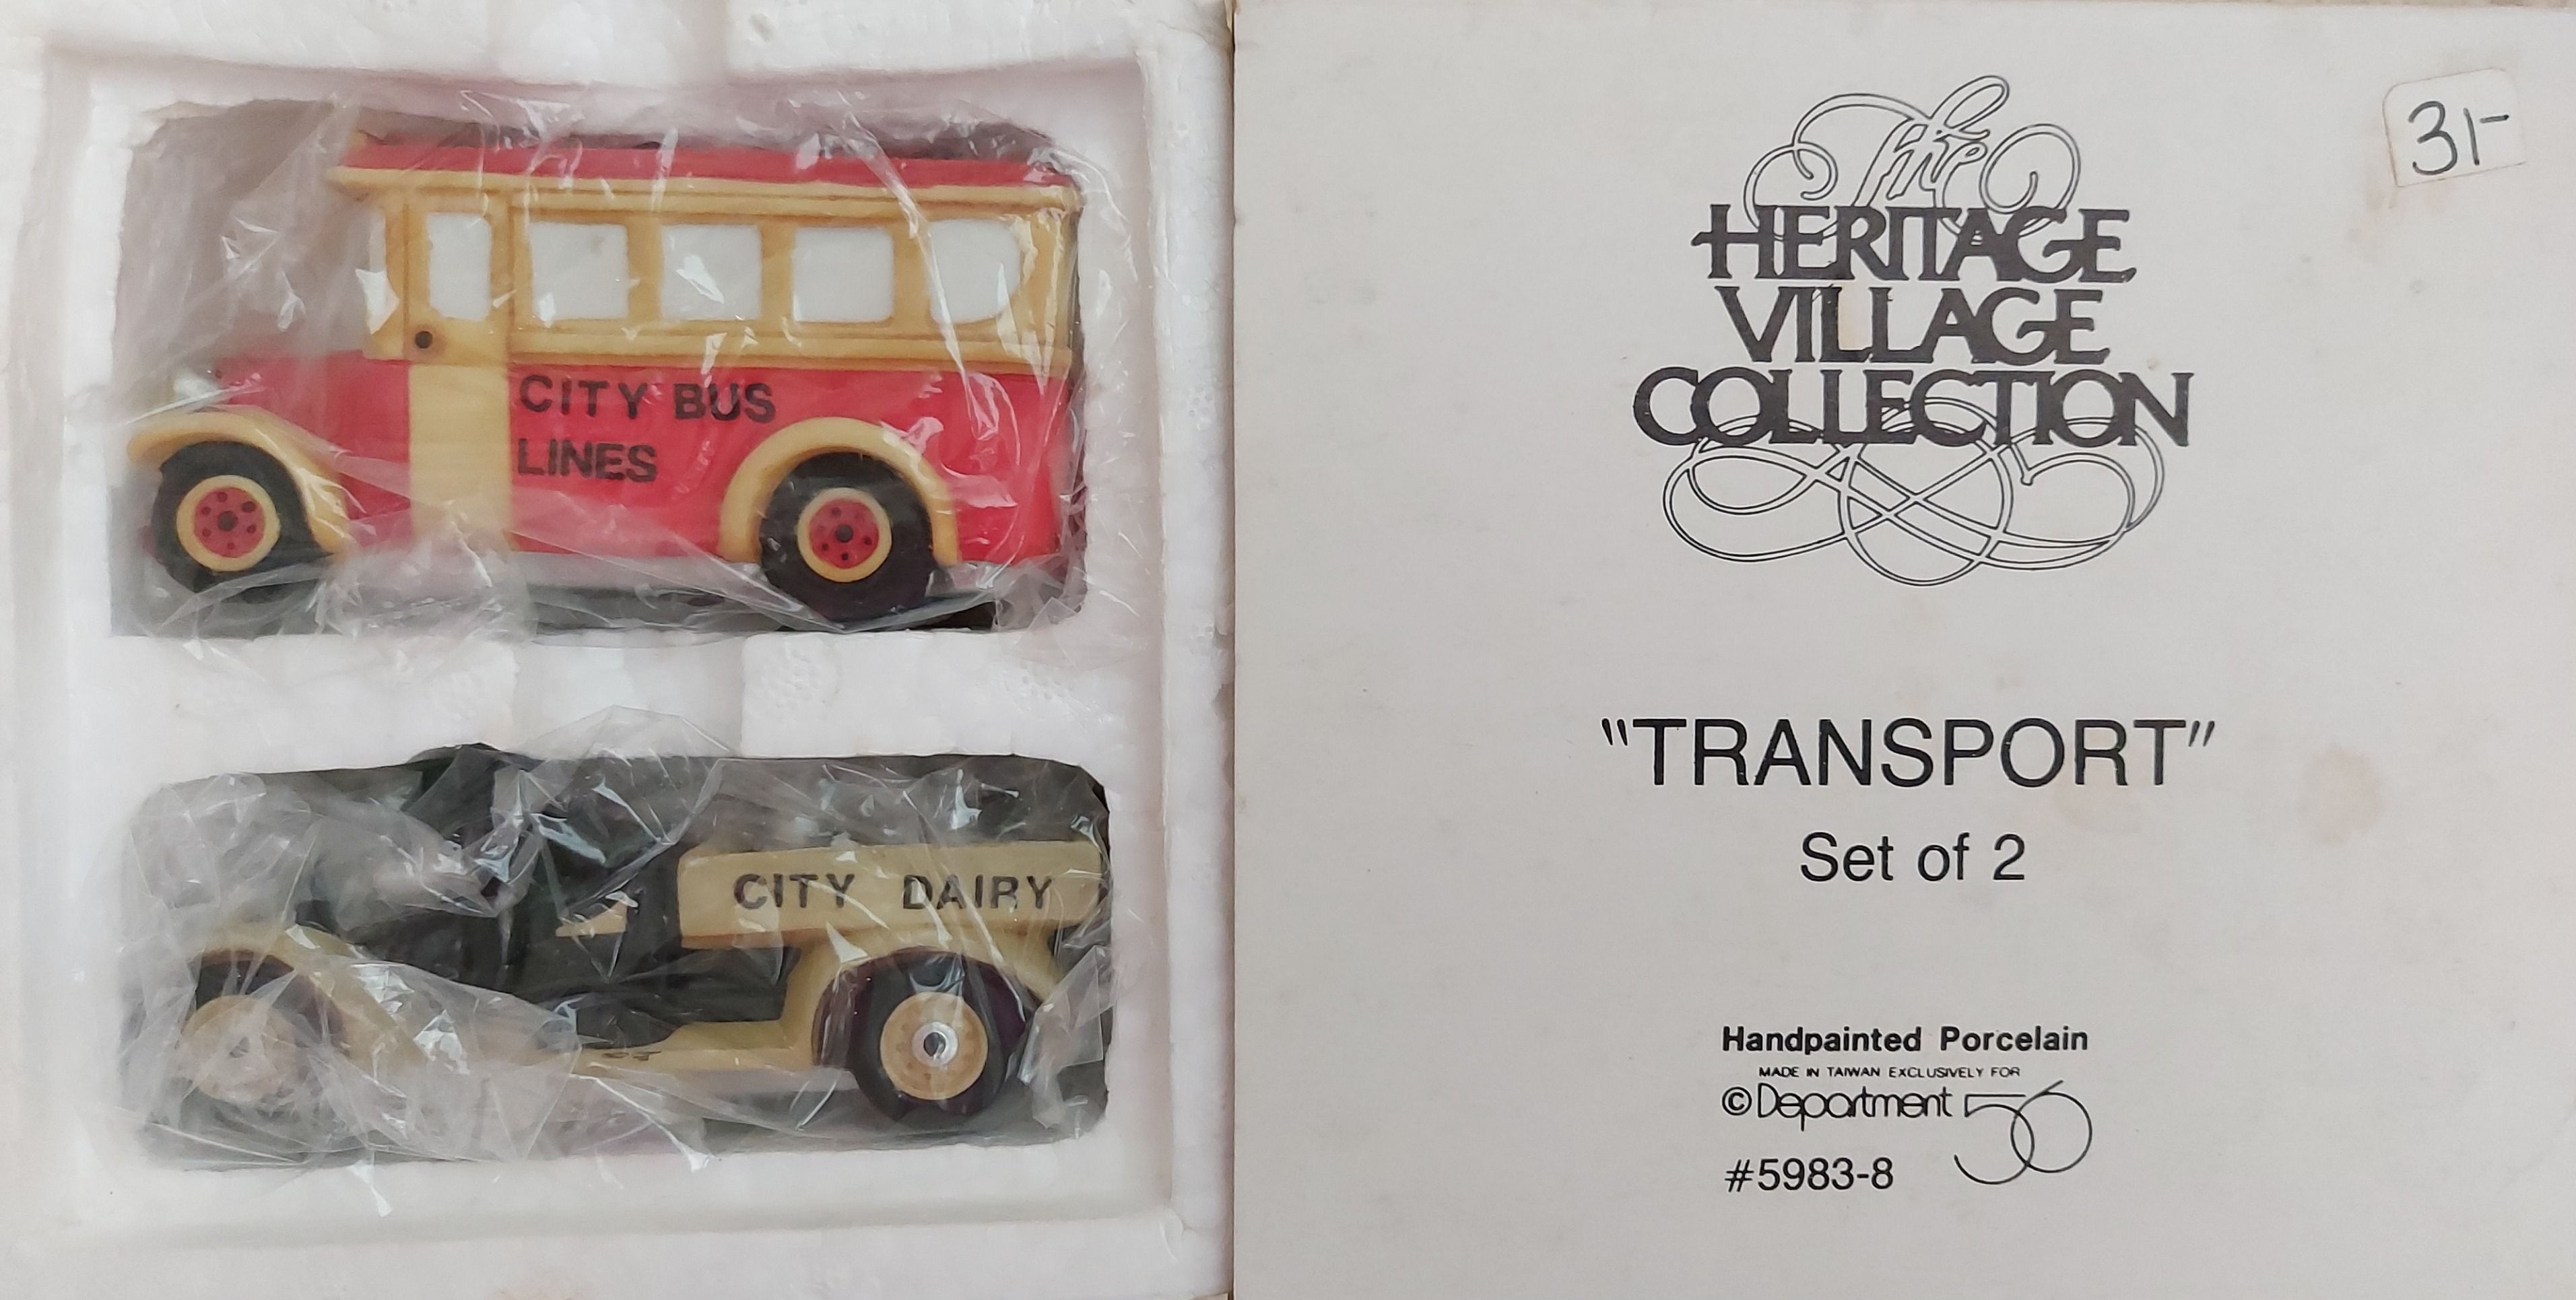 CITY BUS
LINES
CITY DAIRY
The
HERITAGE
VILLAGE
COLLECTION
31-
"TRANSPORT"
Set of 2
Handpainted Porcelain
MADE IN TAIWAN EXCLUSIVELY FOR
©Department 56
#5983-8